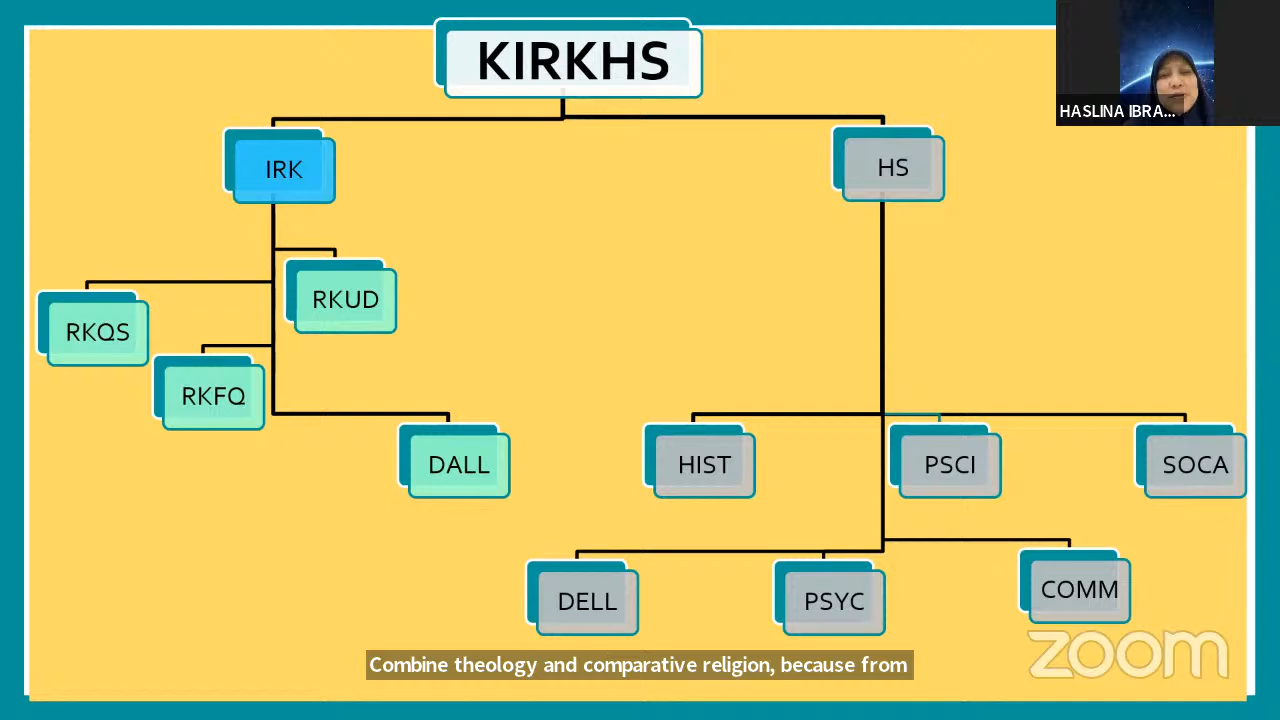 KIRKHS
HASLINA IBRA...
IRK
HS
RKUD
RKQS
RKFQ
DALL
HIST
PSCI
SOCA
DELL
PSYC
COMM
Combine theology and comparative religion, because from
zoom